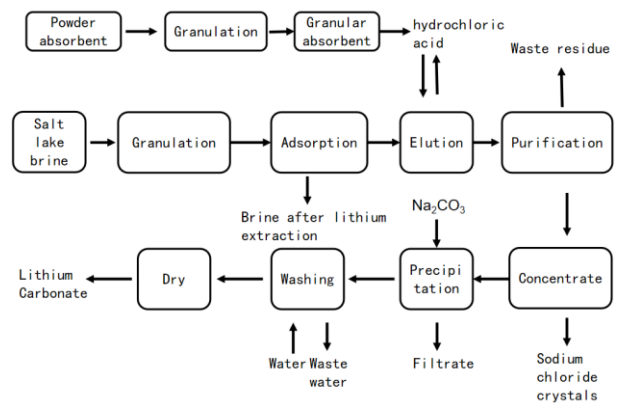 Powder
absorbent
Granulation
Granular
absorbent
hydrochloric
acid
Waste residue
Salt
lake
brine
Granulation
Adsorption
Elution
Purification
Brine after lithium
extraction
Na₂CO₃
Lithium
Carbonate
Dry
Washing
Precipi
tation
Concentrate
Water
Waste
water
Filtrate
Sodium
chloride
crystals